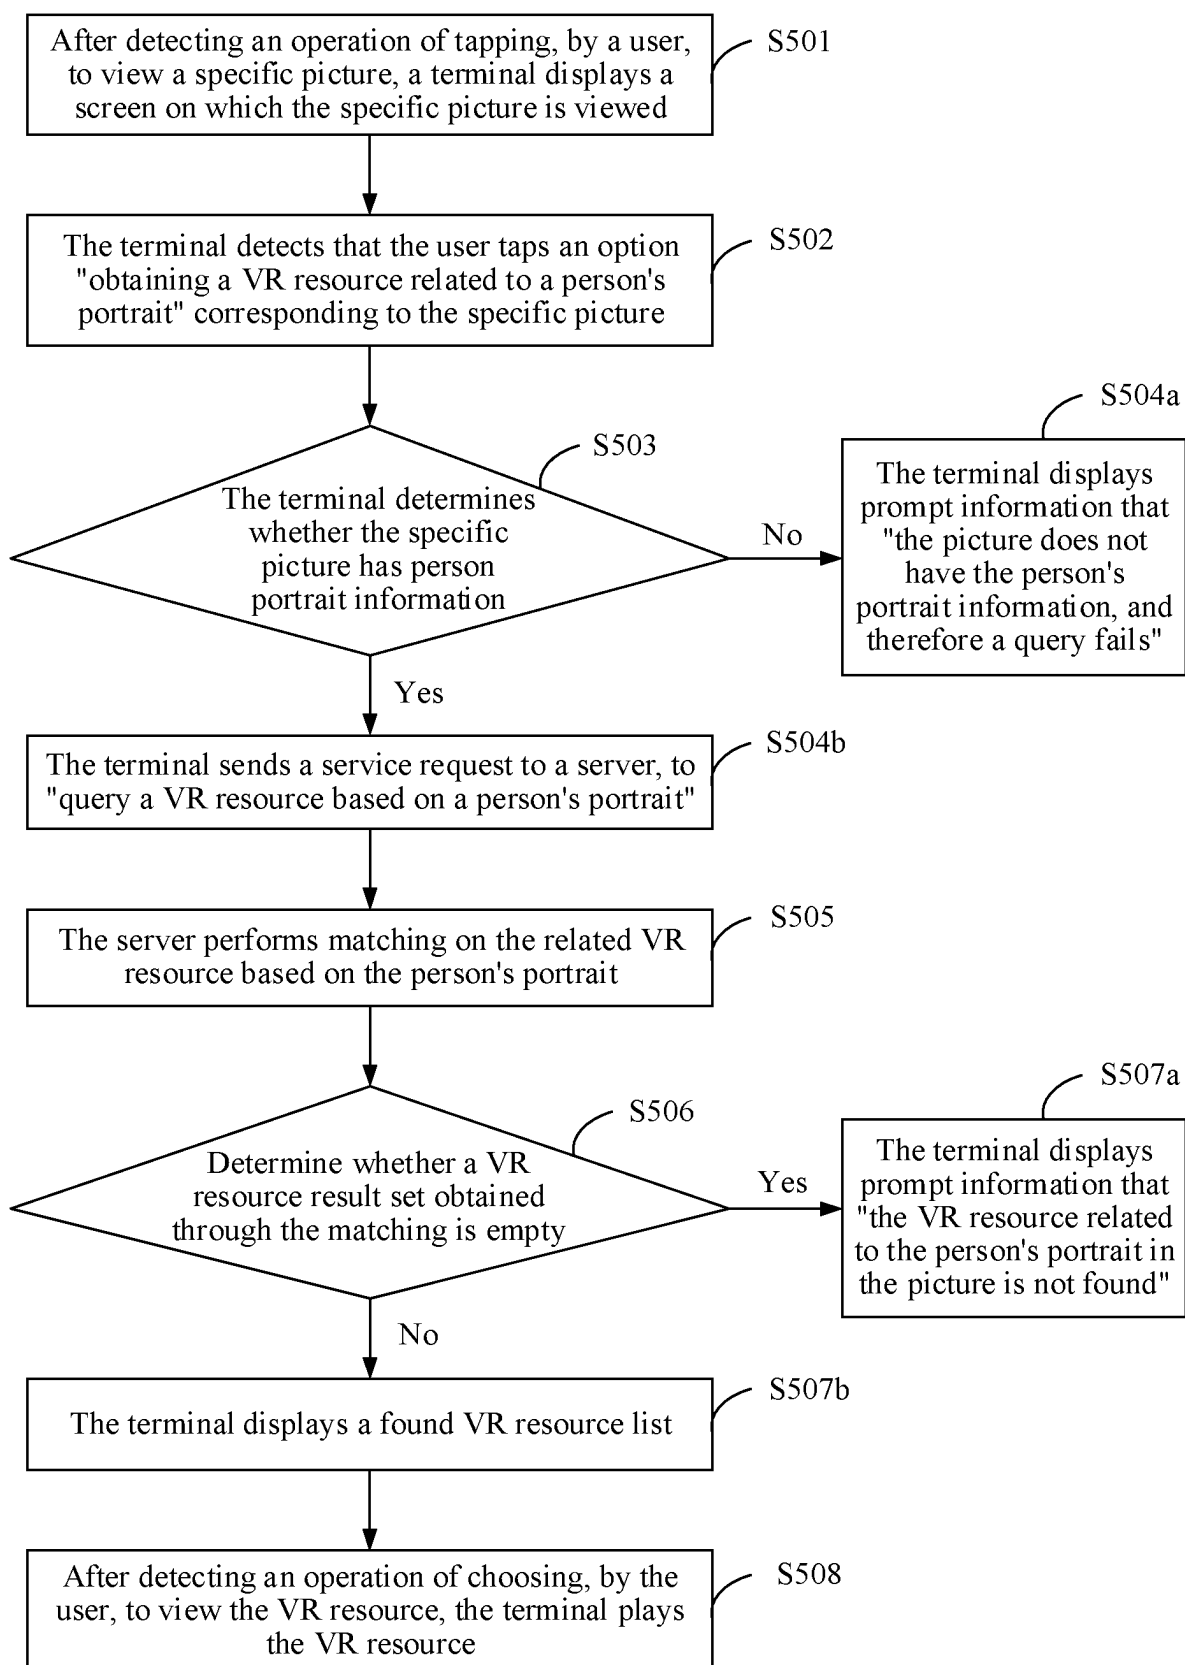 After detecting an operation of tapping, by a user,
to view a specific picture, a terminal displays a
screen on which the specific picture is viewed
S501
The terminal detects that the user taps an option
"obtaining a VR resource related to a person's
portrait" corresponding to the specific picture
S502
S503
The terminal determines
whether the specific
picture has person
portrait information
No
S504a
The terminal displays
prompt information that
"the picture does not
have the person's
portrait information, and
therefore a query fails"
Yes
S504b
The terminal sends a service request to a server, to
"query a VR resource based on a person's portrait"
S505
The server performs matching on the related VR
resource based on the person's portrait
S506
Determine whether a VR
resource result set obtained
through the matching is empty
Yes
S507a
The terminal displays
prompt information that
"the VR resource related
to the person's portrait in
the picture is not found"
No
S507b
The terminal displays a found VR resource list
S508
After detecting an operation of choosing, by the
user, to view the VR resource, the terminal plays
the VR resource